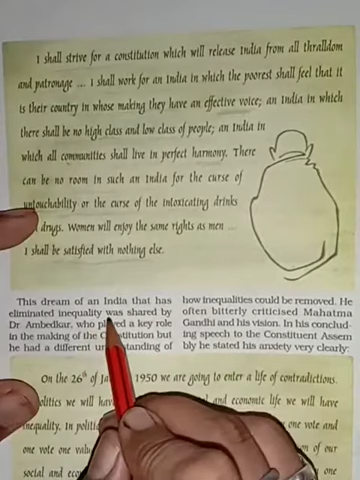 I shall strive for a constitution which will release India from all thralldom
and patronage ... I shall work for an India in which the poorest shall feel that it
is their country in whose making they have an effective voice; an India in which
there shall be no high class and low class of people; an India in
which all communities shall live in perfect harmony. There
can be no room in such an India for the curse of
untouchability or the curse of the intoxicating drinks
drugs. Women will enjoy the same rights as men ...
I shall be satisfied with nothing else.
This dream of an India that has
eliminated inequality was shared by
Dr Ambedkar, who played a key role
in the making of the Constitution but
he had a different understanding of
how inequalities could be removed. He
often bitterly criticised Mahatma
Gandhi and his vision. In his conclud-
ing speech to the Constituent Assem
bly he stated his anxiety very clearly:
On the 26th of 1950 we are going to enter a life of contradictions.
we will have and economic life we will have
inequality. In one vote and
one vote one of our
social and one